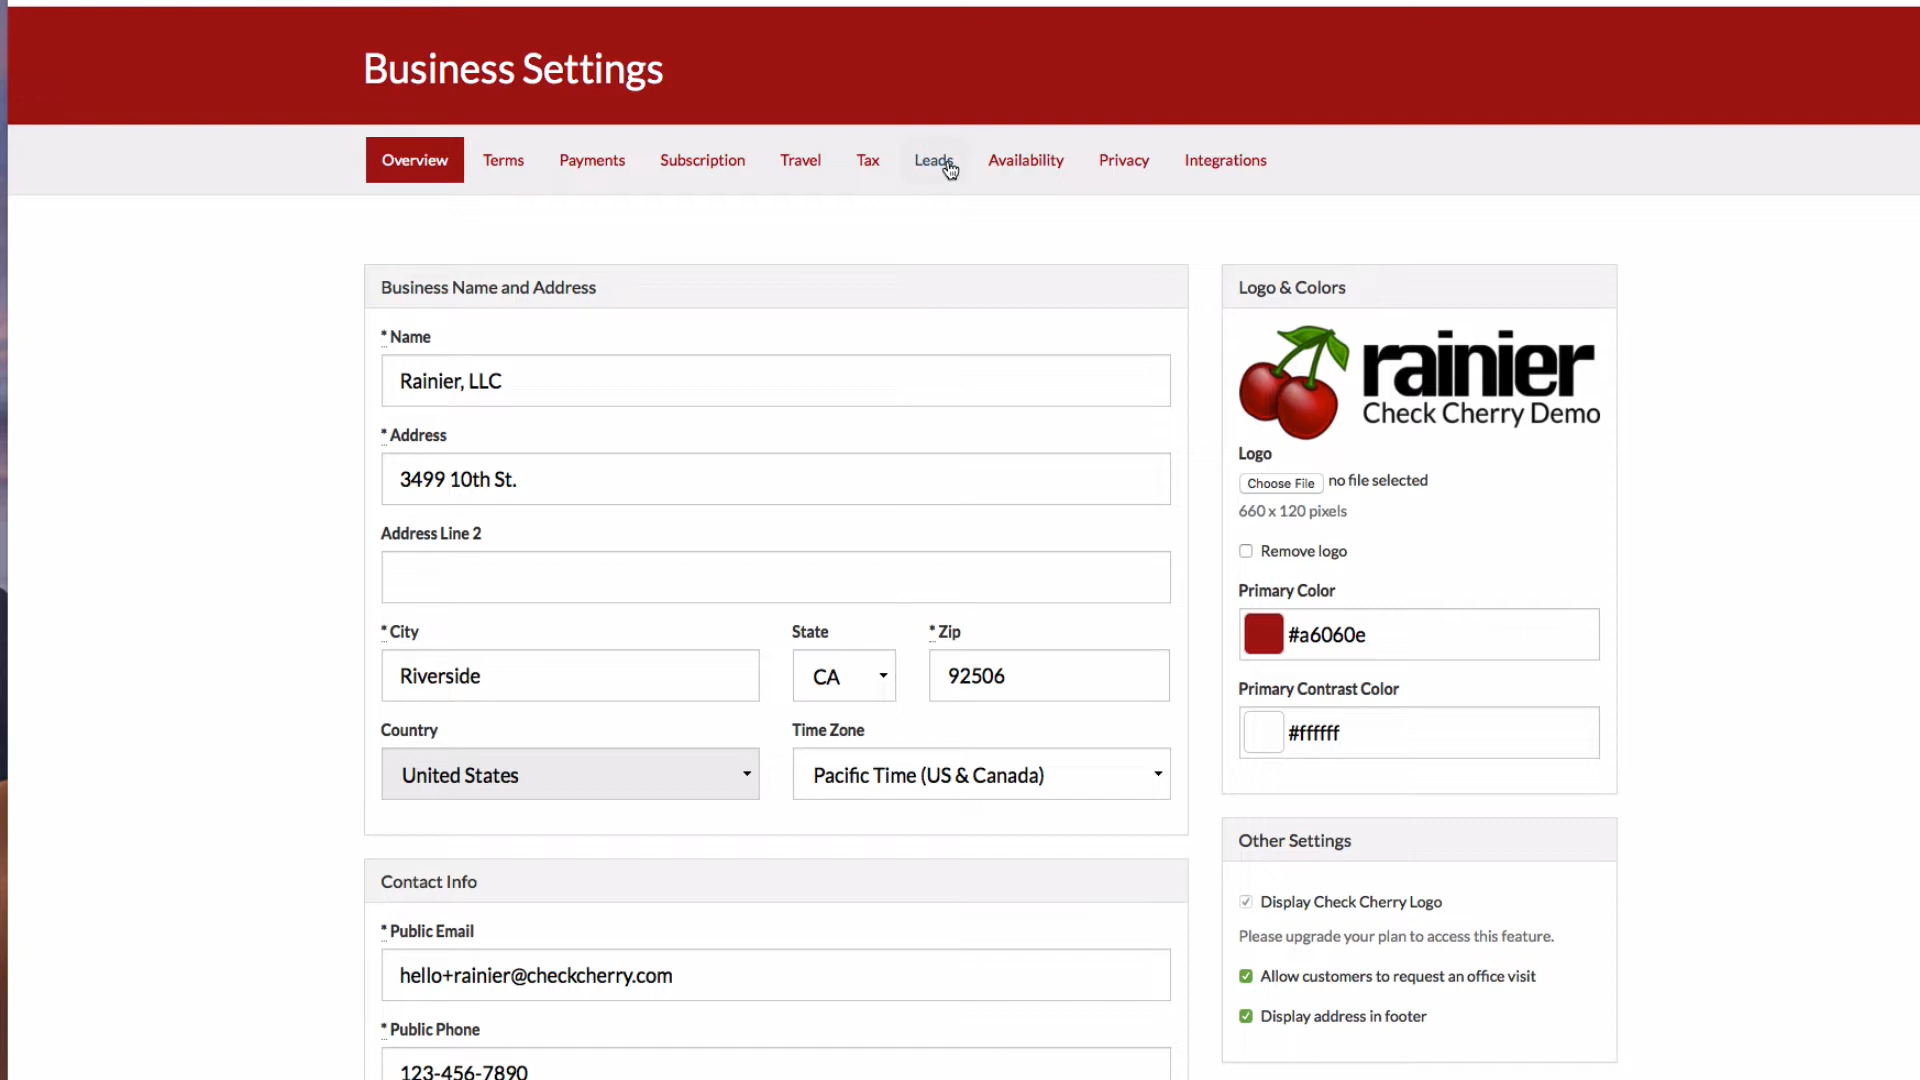 Business Settings
Overview Terms Payments Subscription Travel Tax Leads Availability Privacy Integrations
Business Name and Address
* Name
Rainier, LLC
* Address
3499 10th St.
Address Line 2
* City State * Zip
Riverside CA 92506
Country Time Zone
United States Pacific Time (US & Canada)
Contact Info
* Public Email
hello+rainier@checkcherry.com
* Public Phone
123-456-7890
Logo & Colors
rainier
Check Cherry Demo
Logo
Choose File no file selected
660 x 120 pixels
Remove logo
Primary Color
#a6060e
Primary Contrast Color
#ffffff
Other Settings
Display Check Cherry Logo
Please upgrade your plan to access this feature.
Allow customers to request an office visit
Display address in footer